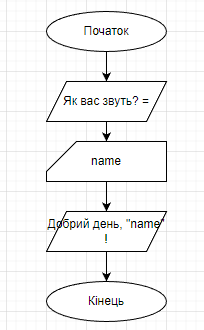 Початок
Як вас звуть? =
name
Добрий день, "name"
!
Кінець